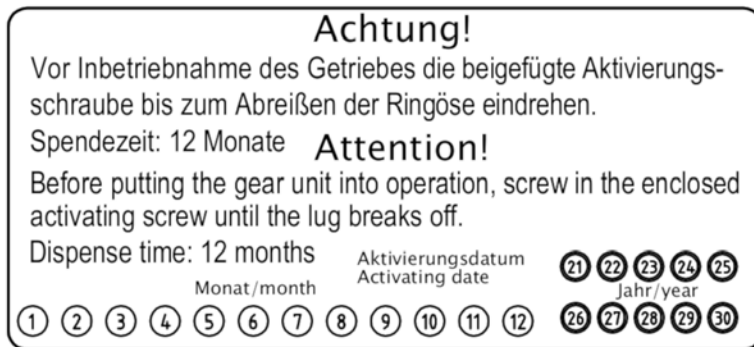 Achtung!
Vor Inbetriebnahme des Getriebes die beigefügte Aktivierungs-
schraube bis zum Abreißen der Ringöse eindrehen.
Spendezeit: 12 Monate
Attention!
Before putting the gear unit into operation, screw in the enclosed
activating screw until the lug breaks off.
Dispense time: 12 months
Aktivierungsdatum
Activating date
Monat/month
1 2 3 4 5 6 7 8 9 10 11 12
21 22 23 24 25
Jahr/year
26 27 28 29 30